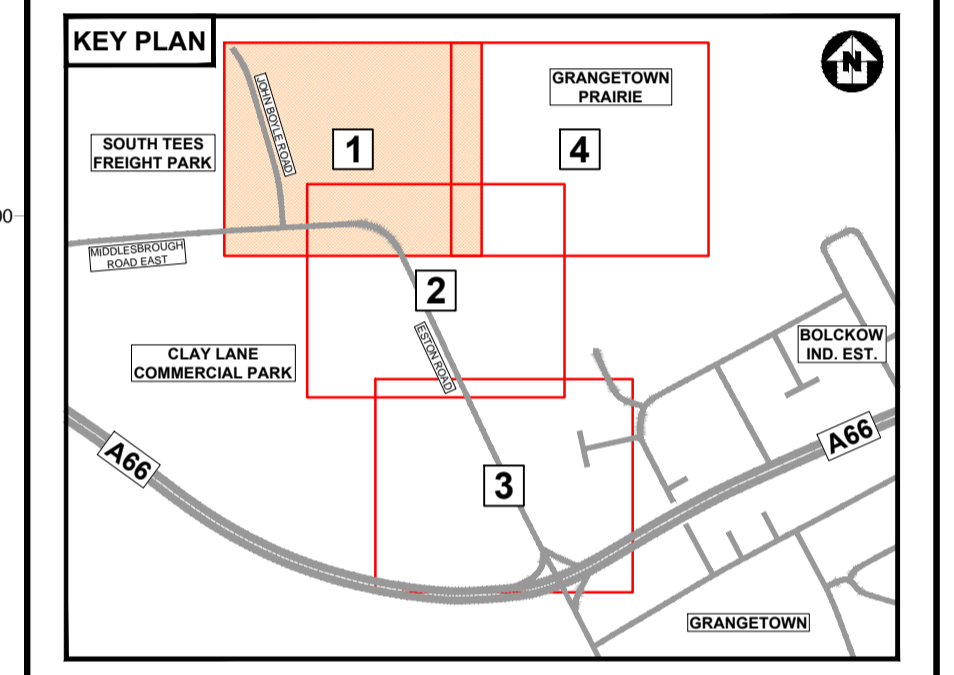 KEY PLAN
N
JOHN BOYLE ROAD
GRANGETOWN
PRAIRIE
SOUTH TEES
FREIGHT PARK
1
4
00
MIDDLESBROUGH
ROAD EAST
2
ESTON ROAD
BOLCKOW
IND. EST.
CLAY LANE
COMMERCIAL PARK
A66
A66
3
GRANGETOWN